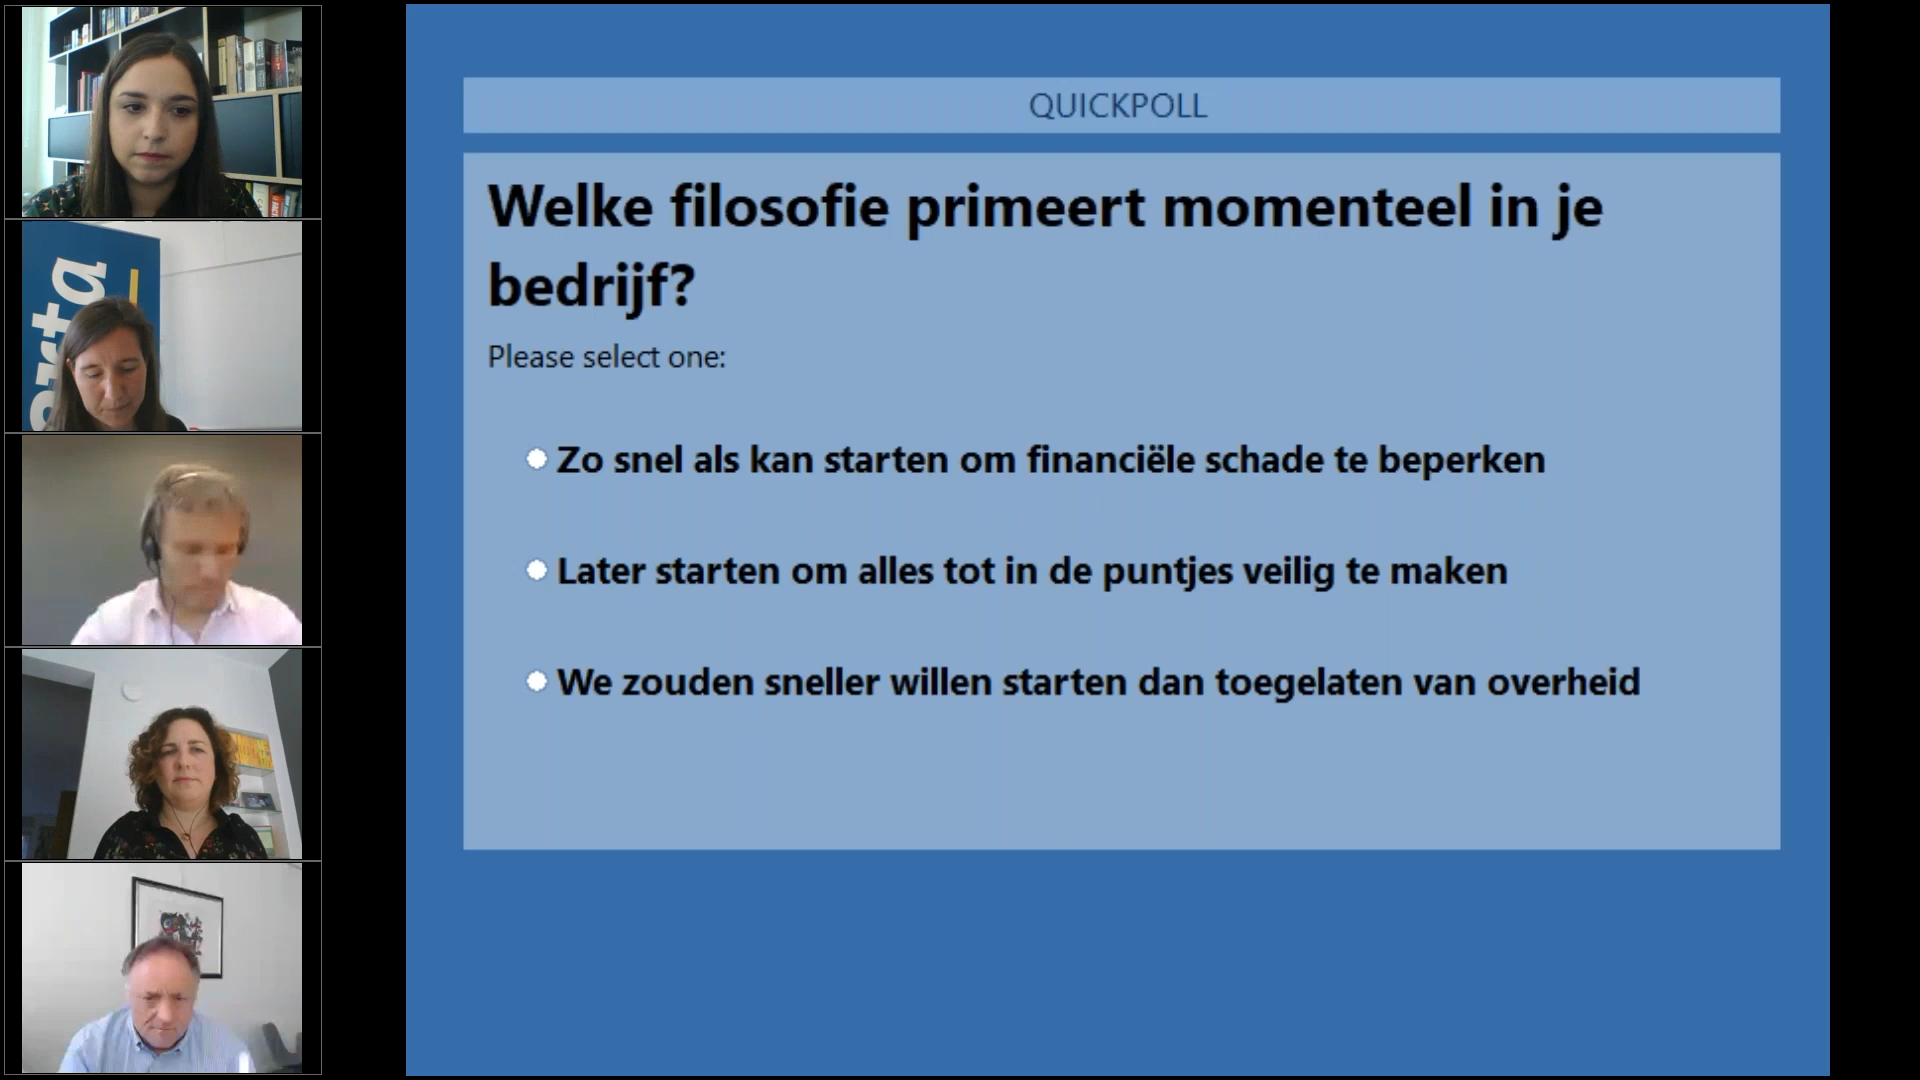 QUICKPOLL
Welke filosofie primeert momenteel in je
bedrijf?
Please select one:
Zo snel als kan starten om financiële schade te beperken
Later starten om alles tot in de puntjes veilig te maken
We zouden sneller willen starten dan toegelaten van overheid